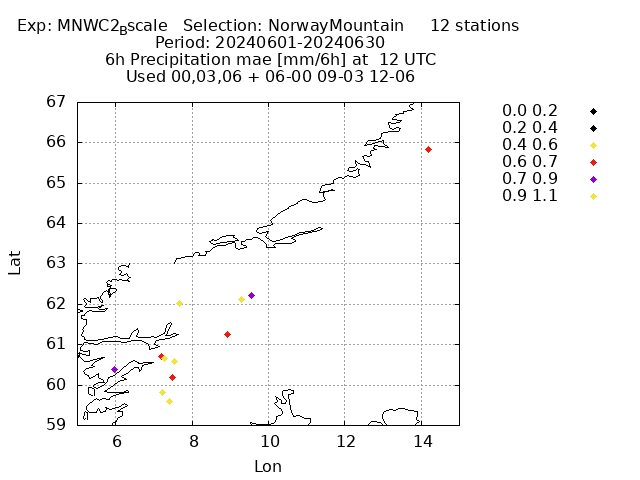 Exp: MNWC2Bscale Selection: NorwayMountain 12 stations
Period: 20240601-20240630
6h Precipitation mae [mm/6h] at 12 UTC
Used 00,03,06 + 06-00 09-03 12-06
67
66
65
64
63
62
61
60
59
Lat
6 8 10 12 14
Lon
0.0 0.2
0.2 0.4
0.4 0.6
0.6 0.7
0.7 0.9
0.9 1.1